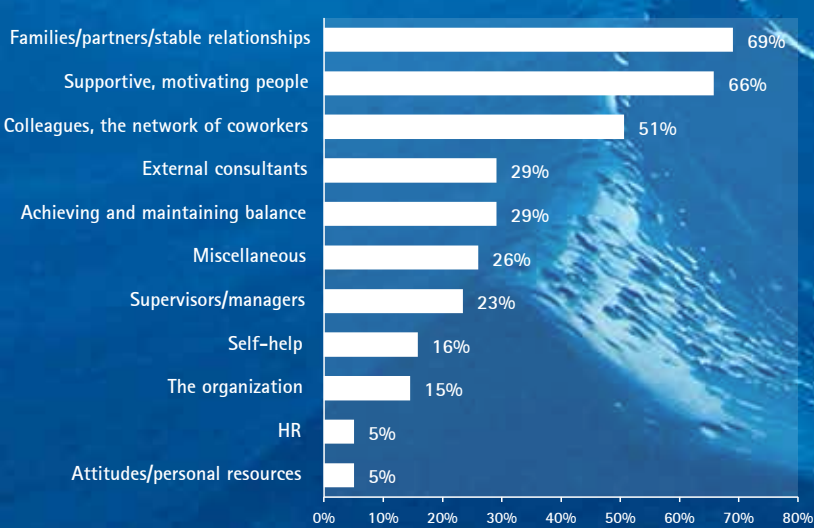 Families/partners/stable relationships 69%
Supportive, motivating people 66%
Colleagues, the network of coworkers 51%
External consultants 29%
Achieving and maintaining balance 29%
Miscellaneous 26%
Supervisors/managers 23%
Self-help 16%
The organization 15%
HR 5%
Attitudes/personal resources 5%
0% 10% 20% 30% 40% 50% 60% 70% 80%